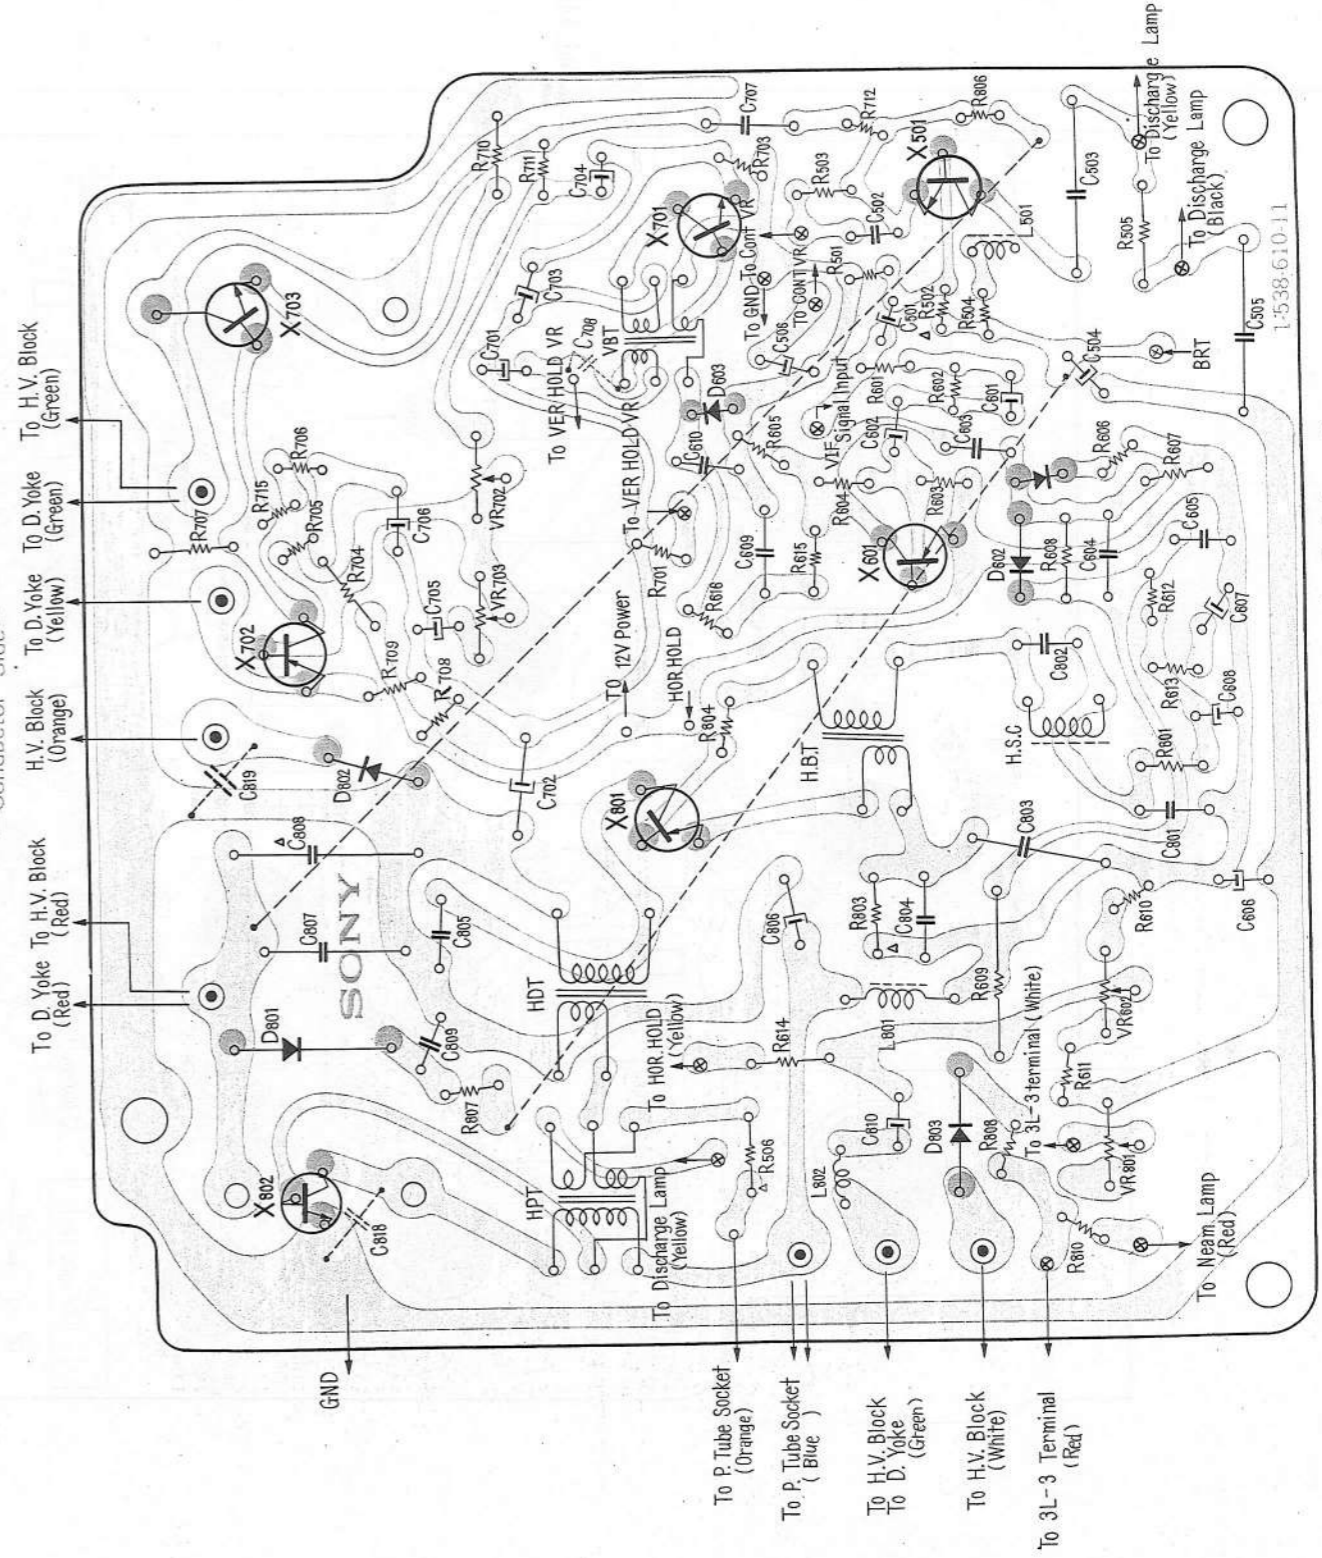 Conductor Side
To D. Yoke
(Red)
To H.V. Block
(Red)
H.V. Block
(Orange)
To D. Yoke
(Yellow)
To D. Yoke
(Green)
To H.V. Block
(Green)
X703
R707
R715
R706
R705
R704
X702
C819
D802
C808
C807
D801
SONY
X802
C818
GND
C809
R807
C805
C702
R709
R708
C705
C706
VR702
VR703
R710
R711
C704
C707
R703
R712
R806
X701
C703
C701
To VER HOLD VR
C708
VBT
To GND
To Cont VR
To CONT VR
R503
C502
X501
R501
L501
C503
To Discharge Lamp
(Yellow)
R505
To Discharge Lamp
(Black)
C505
1-538-610-11
BRT
C504
R504
R502
C501
C506
D603
C610
R605
VIF
Signal Input
R601
R602
C601
C602
C603
R604
R603
R606
R607
C605
To VER HOLD VR
R701
R616
C609
R615
X601
D602
R608
C604
R612
C607
R613
C608
TO 12V Power
HOR.HOLD
R804
X801
H.B.T
C802
H.S.C
R801
C801
C803
R803
C804
C806
HDT
HPT
To HOR.HOLD
(Yellow)
R614
L801
R609
R610
C606
VR602
To Discharge Lamp
(Yellow)
R506
L802
C810
D803
R808
To 3L-3 terminal (White)
R611
VR801
R810
To Neam Lamp
(Red)
To P. Tube Socket
(Orange)
To P. Tube Socket
( Blue )
To H.V. Block
To D. Yoke
(Green)
To H.V. Block
(White)
To 3L-3 Terminal
(Red)